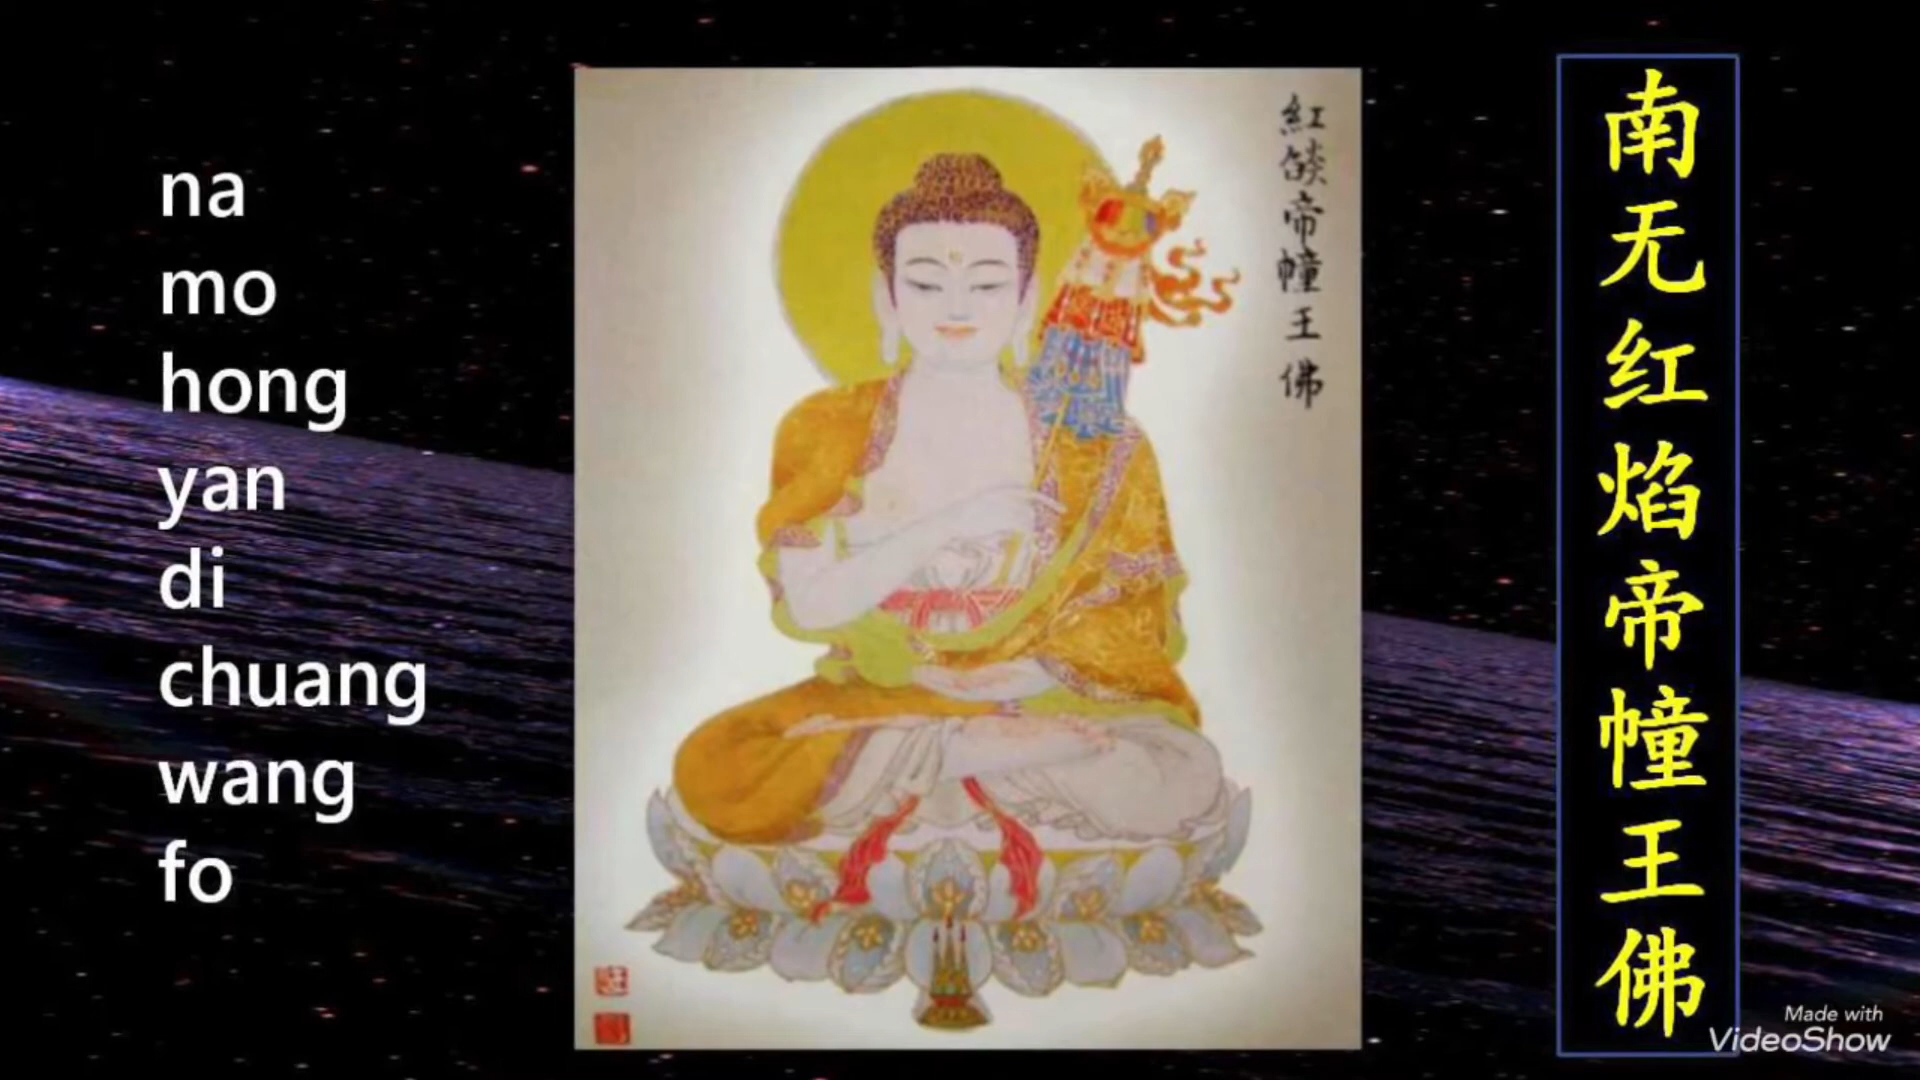 na
mo
hong
yan
di
chuang
wang
fo
紅燄帝幢王佛
南无红焰帝幢王佛
Made with
VideoShow